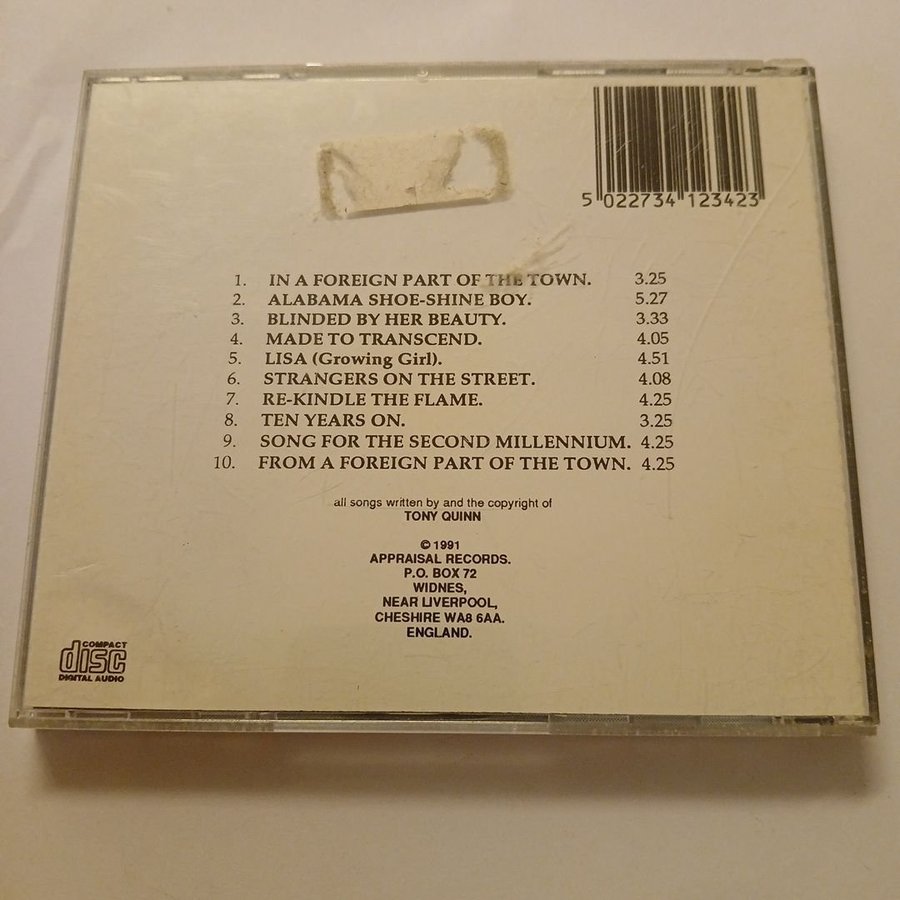 5 022734 123423
1. IN A FOREIGN PART OF THE TOWN. 3.25
2. ALABAMA SHOE-SHINE BOY. 5.27
3. BLINDED BY HER BEAUTY. 3.33
4. MADE TO TRANSCEND. 4.05
5. LISA (Growing Girl). 4.51
6. STRANGERS ON THE STREET. 4.08
7. RE-KINDLE THE FLAME. 4.25
8. TEN YEARS ON. 3.25
9. SONG FOR THE SECOND MILLENNIUM. 4.25
10. FROM A FOREIGN PART OF THE TOWN. 4.25
all songs written by and the copyright of
TONY QUINN
© 1991
APPRAISAL RECORDS.
P.O. BOX 72
WIDNES,
NEAR LIVERPOOL,
CHESHIRE WA8 6AA.
ENGLAND.
COMPACT
disc
DIGITAL AUDIO